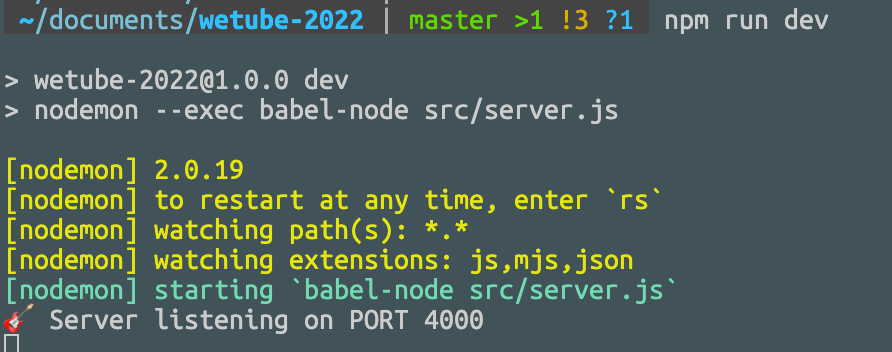 ~/documents/wetube-2022 | master >1 !3 ?1 npm run dev
> wetube-2022@1.0.0 dev
> nodemon --exec babel-node src/server.js
[nodemon] 2.0.19
[nodemon] to restart at any time, enter `rs`
[nodemon] watching path(s): *.*
[nodemon] watching extensions: js,mjs,json
[nodemon] starting `babel-node src/server.js`
🎸 Server listening on PORT 4000